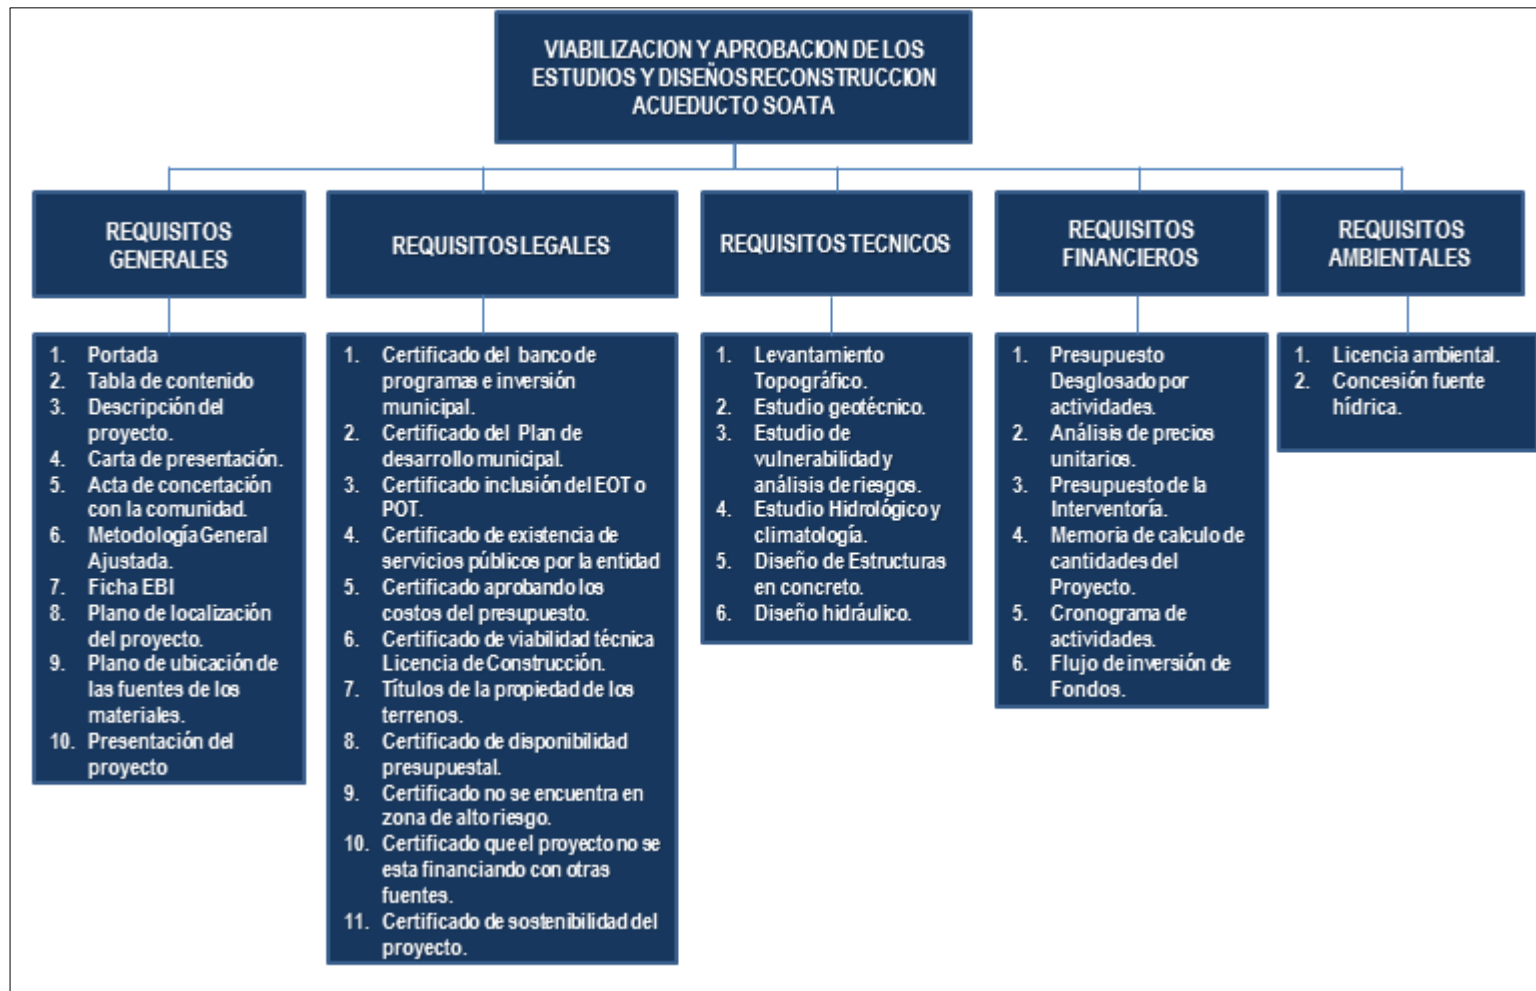 VIABILIZACION Y APROBACION DE LOS
ESTUDIOS Y DISEÑOS RECONSTRUCCION
ACUEDUCTO SOATA
REQUISITOS
GENERALES
REQUISITOS LEGALES
REQUISITOS TECNICOS
REQUISITOS
FINANCIEROS
REQUISITOS
AMBIENTALES
1. Portada
2. Tabla de contenido
3. Descripción del
proyecto.
4. Carta de presentación.
5. Acta de concertación
con la comunidad.
6. Metodología General
Ajustada.
7. Ficha EBI
8. Plano de localización
del proyecto.
9. Plano de ubicación de
las fuentes de los
materiales.
10. Presentación del
proyecto
1. Certificado del banco de
programas e inversión
municipal.
2. Certificado del Plan de
desarrollo municipal.
3. Certificado inclusión del EOT o
POT.
4. Certificado de existencia de
servicios públicos por la entidad
5. Certificado aprobando los
costos del presupuesto.
6. Certificado de viabilidad técnica
Licencia de Construcción.
7. Títulos de la propiedad de los
terrenos.
8. Certificado de disponibilidad
presupuestal.
9. Certificado no se encuentra en
zona de alto riesgo.
10. Certificado que el proyecto no se
esta financiando con otras
fuentes.
11. Certificado de sostenibilidad del
proyecto.
1. Levantamiento
Topográfico.
2. Estudio geotécnico.
3. Estudio de
vulnerabilidad y
análisis de riesgos.
4. Estudio Hidrológico y
climatología.
5. Diseño de Estructuras
en concreto.
6. Diseño hidráulico.
1. Presupuesto
Desglosado por
actividades.
2. Análisis de precios
unitarios.
3. Presupuesto de la
Interventoría.
4. Memoria de calculo de
cantidades del
Proyecto.
5. Cronograma de
actividades.
6. Flujo de inversión de
Fondos.
1. Licencia ambiental.
2. Concesión fuente
hídrica.